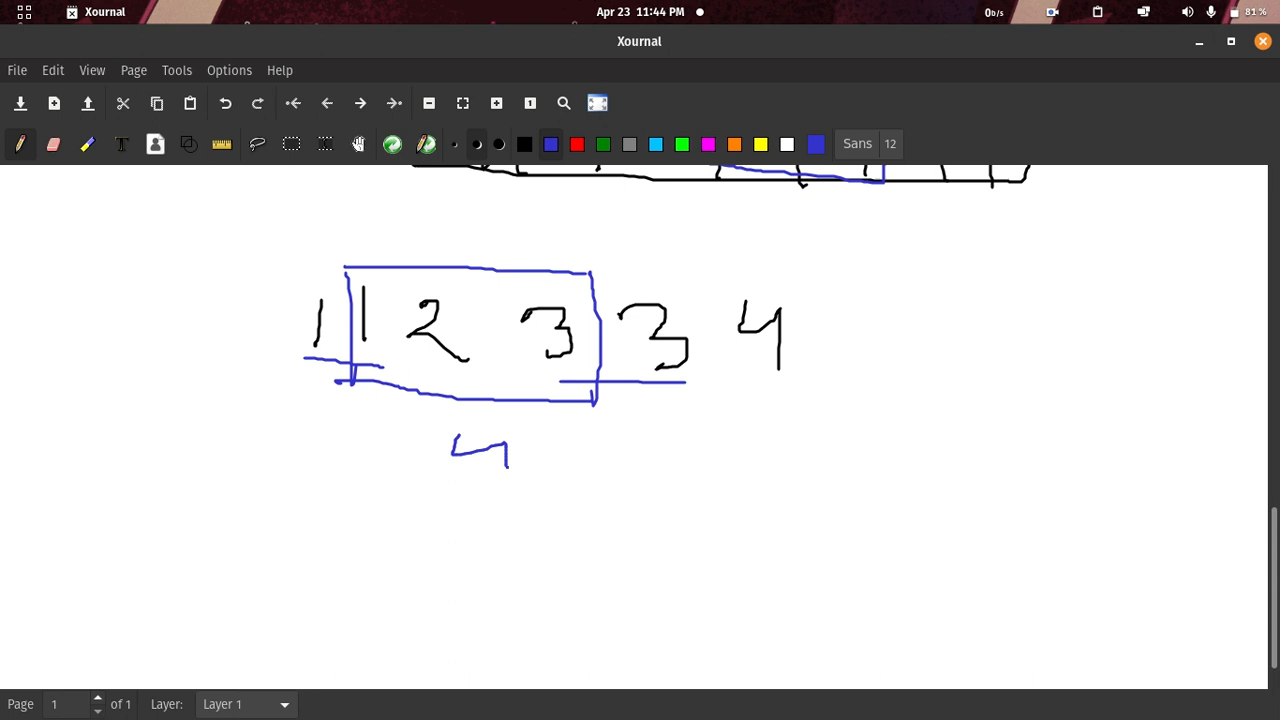 Xournal
Apr 23 11:44 PM
0B/s
81 %
Xournal
File Edit View Page Tools Options Help
Sans 12
1 1 2 3 3 4
4
Page 1 of 1 Layer: Layer 1